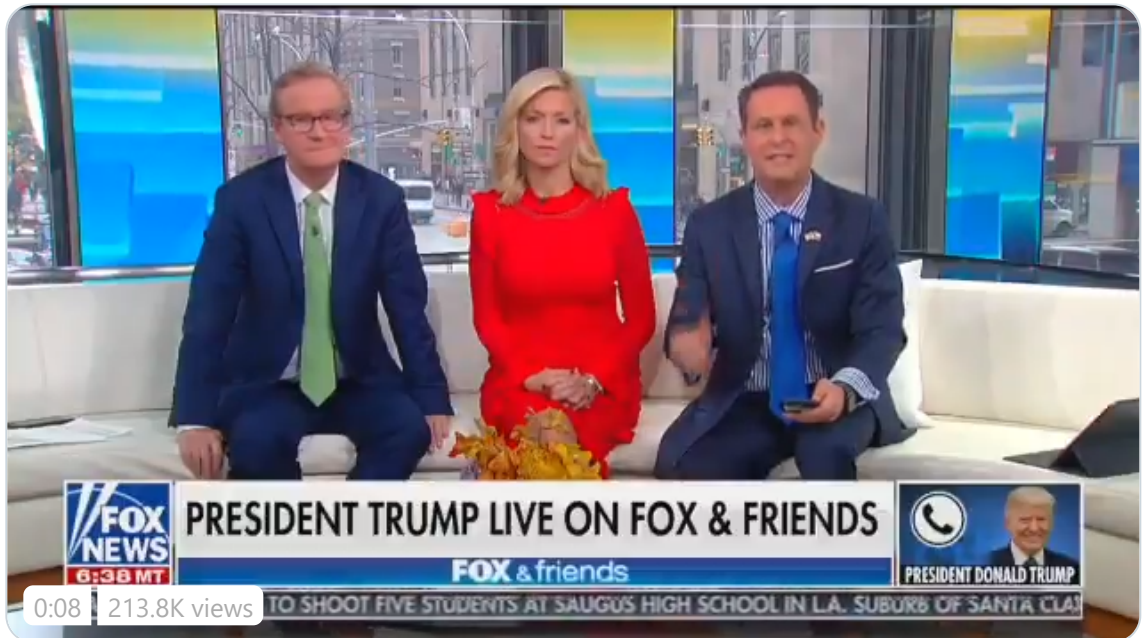 PRESIDENT TRUMP LIVE ON FOX & FRIENDS
FOX
NEWS
FOX & friends
6:38 MT
PRESIDENT DONALD TRUMP
0:08 213.8K views
TO SHOOT FIVE STUDENTS AT SAUGUS HIGH SCHOOL IN L.A. SUBURB OF SANTA